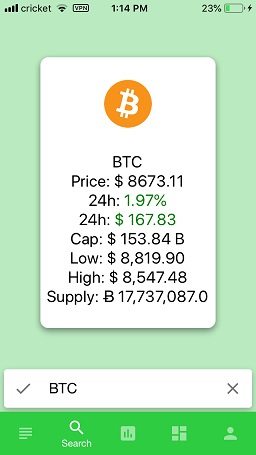 cricket VPN 1:14 PM 23%
BTC
Price: $ 8673.11
24h: 1.97%
24h: $ 167.83
Cap: $ 153.84 B
Low: $ 8,819.90
High: $ 8,547.48
Supply: Ƀ 17,737,087.0
BTC
Search